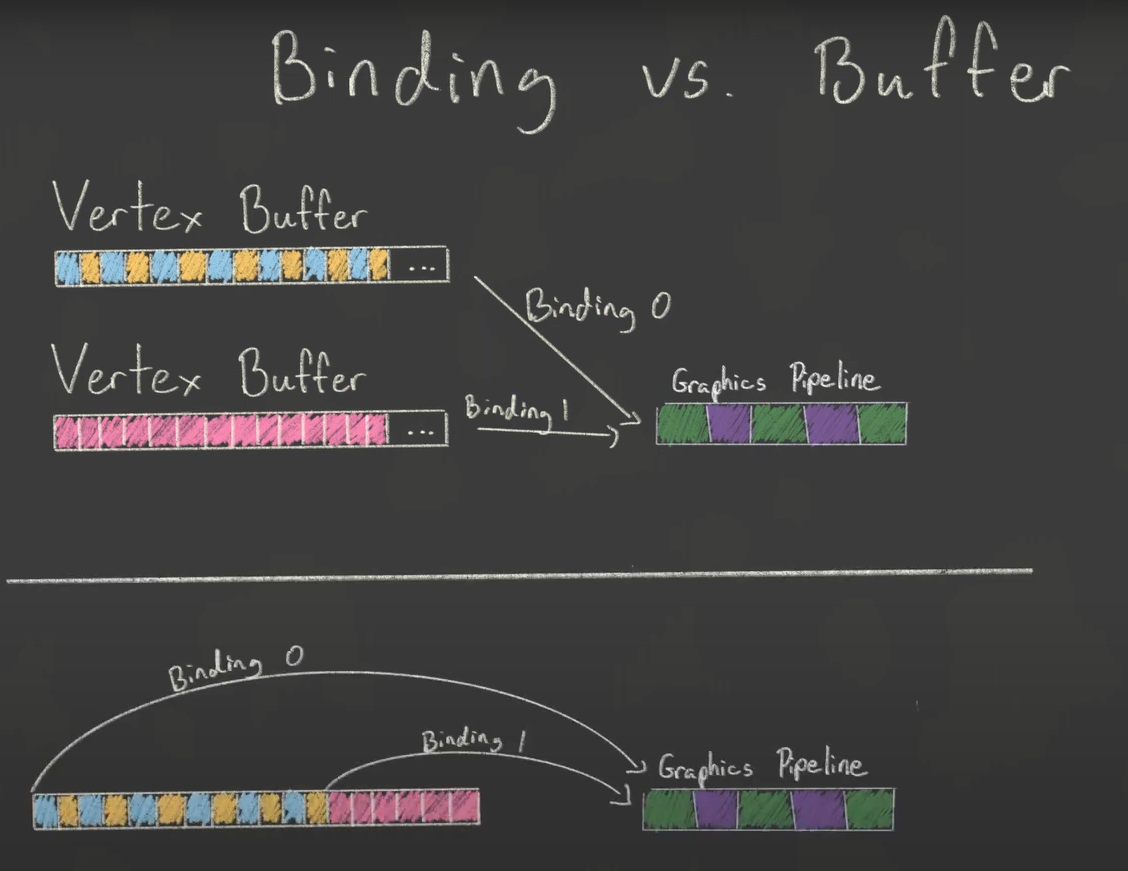 Binding vs. Buffer
Vertex Buffer
...
Binding 0
Vertex Buffer
...
Binding 1
Graphics Pipeline
Binding 0
Binding 1
Graphics Pipeline